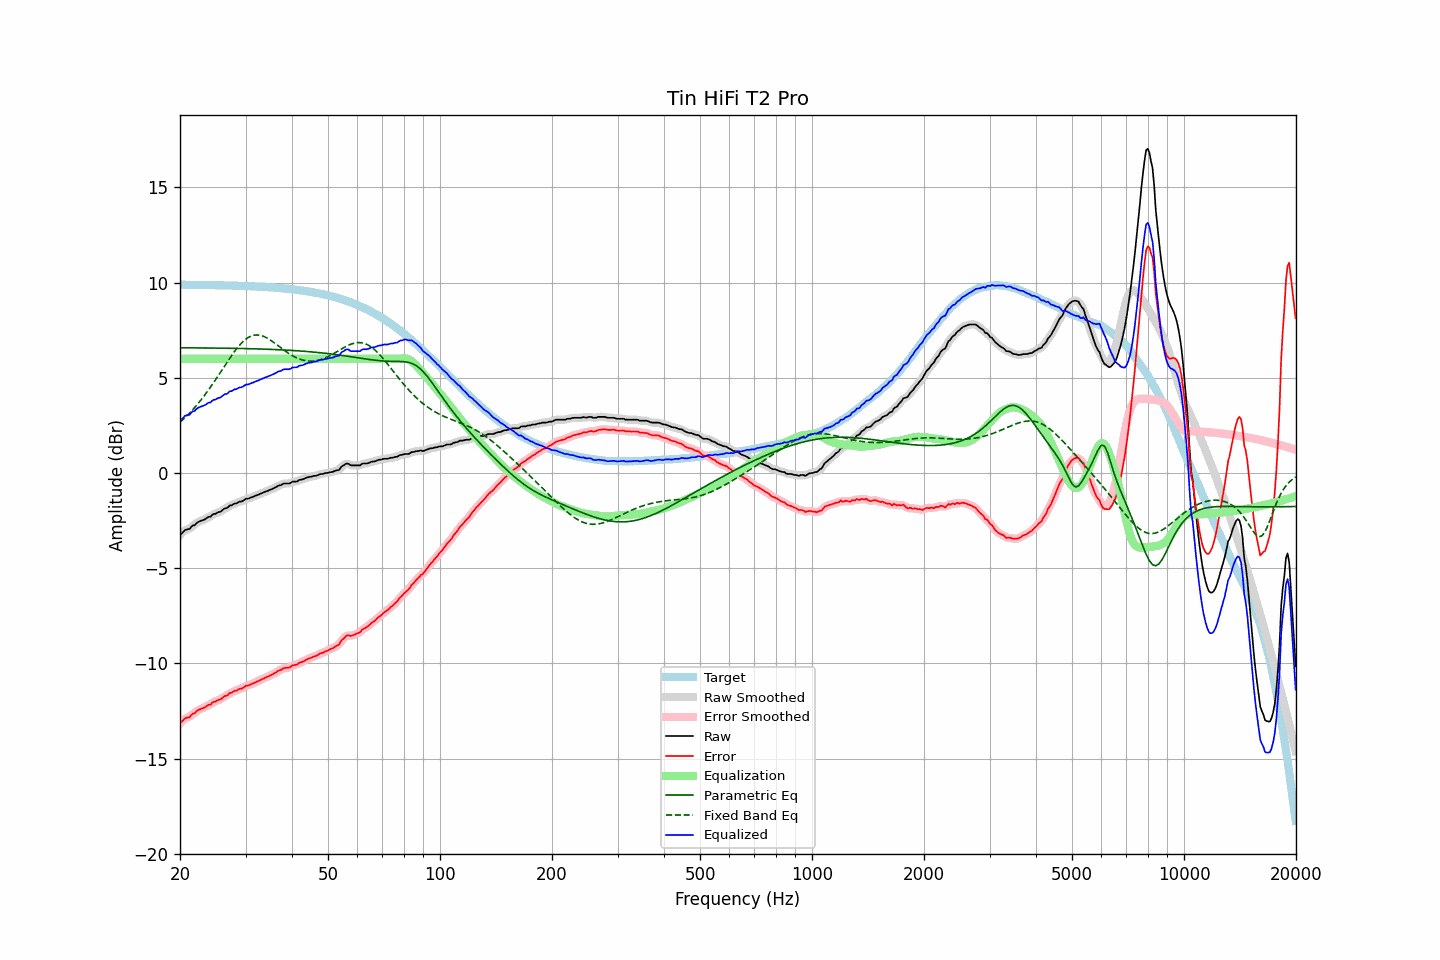 Tin HiFi T2 Pro
Amplitude (dBr)
15
10
5
0
−5
−10
−15
−20
20
50
100
200
500
1000
2000
5000
10000
20000
Frequency (Hz)
Target
Raw Smoothed
Error Smoothed
Raw
Error
Equalization
Parametric Eq
Fixed Band Eq
Equalized